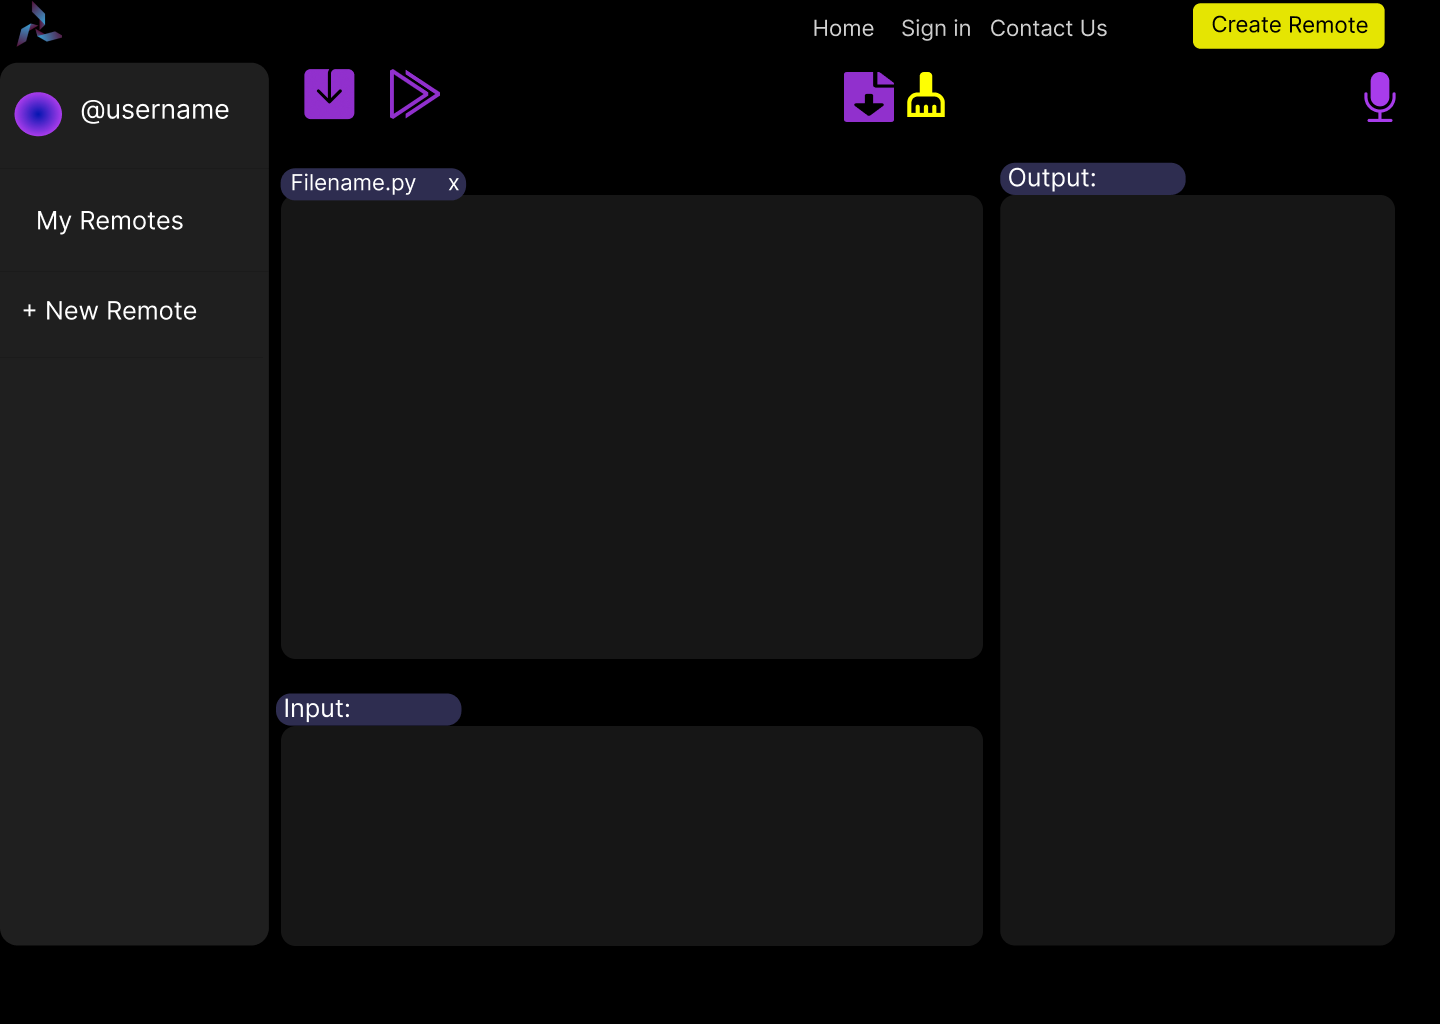 Home Sign in Contact Us Create Remote
@username
My Remotes
+ New Remote
Filename.py x
Output:
Input: